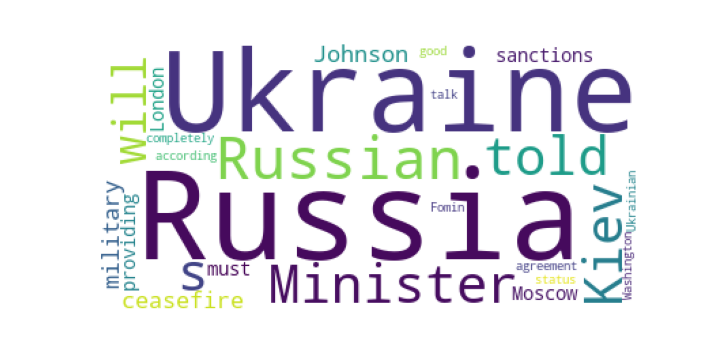 Ukraine
Johnson
good
sanctions
will
London
talk
completely
according
Russian
told
Russia
military
providing
s
must
Fomin
Kiev
Ukrainian
Washington
Minister
agreement
status
Moscow
ceasefire